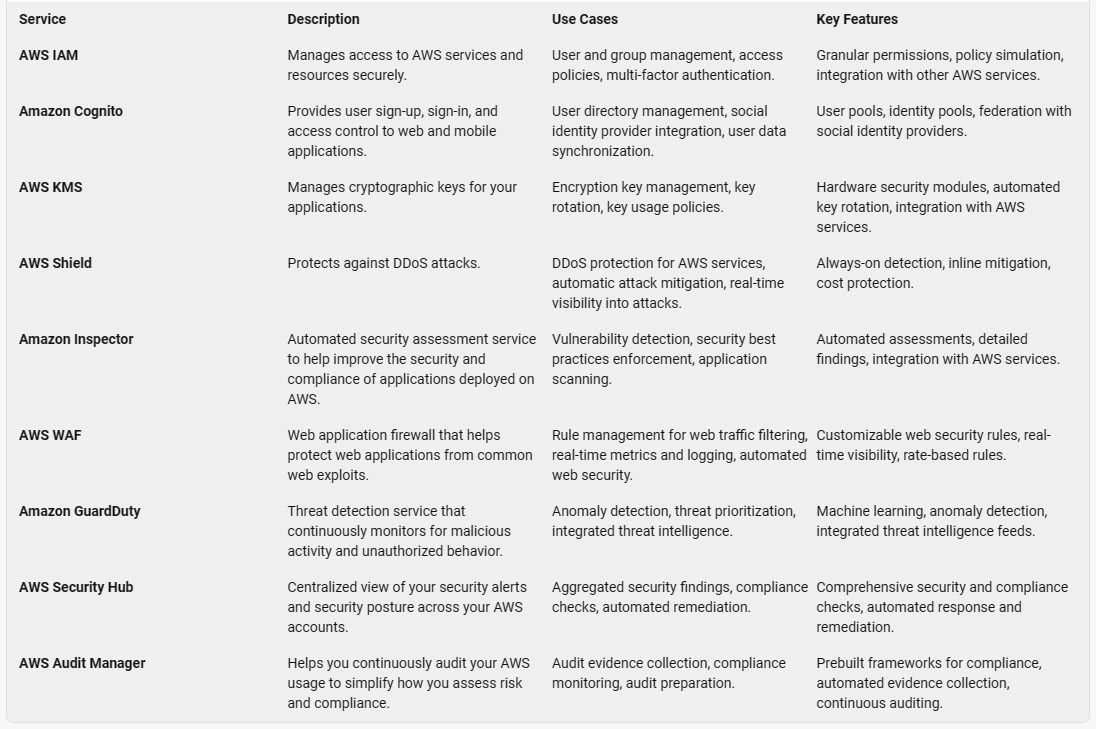 Service Description Use Cases Key Features
AWS IAM Manages access to AWS services and User and group management, access Granular permissions, policy simulation,
resources securely. policies, multi-factor authentication. integration with other AWS services.
Amazon Cognito Provides user sign-up, sign-in, and User directory management, social User pools, identity pools, federation with
access control to web and mobile identity provider integration, user data social identity providers.
applications. synchronization.
AWS KMS Manages cryptographic keys for your Encryption key management, key Hardware security modules, automated
applications. rotation, key usage policies. key rotation, integration with AWS
services.
AWS Shield Protects against DDoS attacks. DDoS protection for AWS services, Always-on detection, inline mitigation,
automatic attack mitigation, real-time cost protection.
visibility into attacks.
Amazon Inspector Automated security assessment service Vulnerability detection, security best Automated assessments, detailed
to help improve the security and practices enforcement, application findings, integration with AWS services.
compliance of applications deployed on scanning.
AWS.
AWS WAF Web application firewall that helps Rule management for web traffic filtering, Customizable web security rules, real-
protect web applications from common real-time metrics and logging, automated time visibility, rate-based rules.
web exploits. web security.
Amazon GuardDuty Threat detection service that Anomaly detection, threat prioritization, Machine learning, anomaly detection,
continuously monitors for malicious integrated threat intelligence. integrated threat intelligence feeds.
activity and unauthorized behavior.
AWS Security Hub Centralized view of your security alerts Aggregated security findings, compliance Comprehensive security and compliance
and security posture across your AWS checks, automated remediation. checks, automated response and
accounts. remediation.
AWS Audit Manager Helps you continuously audit your AWS Audit evidence collection, compliance Prebuilt frameworks for compliance,
usage to simplify how you assess risk monitoring, audit preparation. automated evidence collection,
and compliance. continuous auditing.